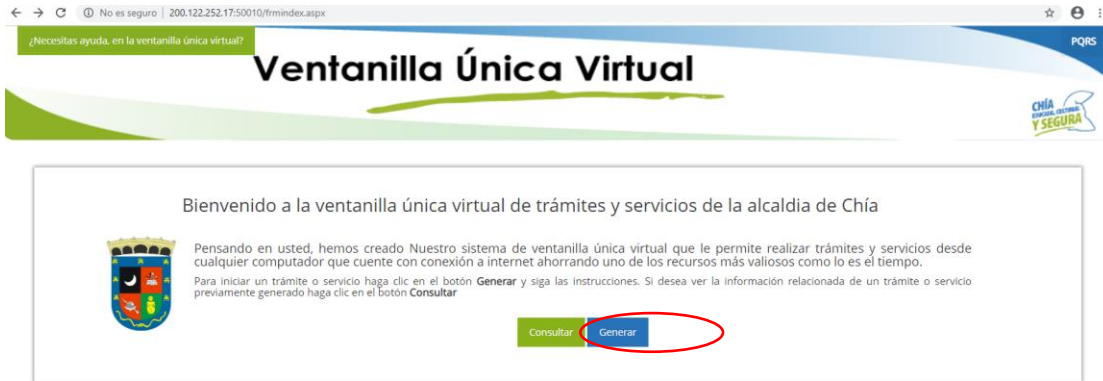 No es seguro | 200.122.252.17:50010/frmindex.aspx
¿Necesitas ayuda, en la ventanilla única virtual?
PQRS
Ventanilla Única Virtual
CHÍA
EDUCADA, CULTURAL
Y SEGURA
Bienvenido a la ventanilla única virtual de trámites y servicios de la alcaldia de Chía
Pensando en usted, hemos creado Nuestro sistema de ventanilla única virtual que le permite realizar trámites y servicios desde
cualquier computador que cuente con conexión a internet ahorrando uno de los recursos más valiosos como lo es el tiempo.
Para iniciar un trámite o servicio haga clic en el botón Generar y siga las instrucciones. Si desea ver la información relacionada de un trámite o servicio
previamente generado haga clic en el botón Consultar
Consultar
Generar